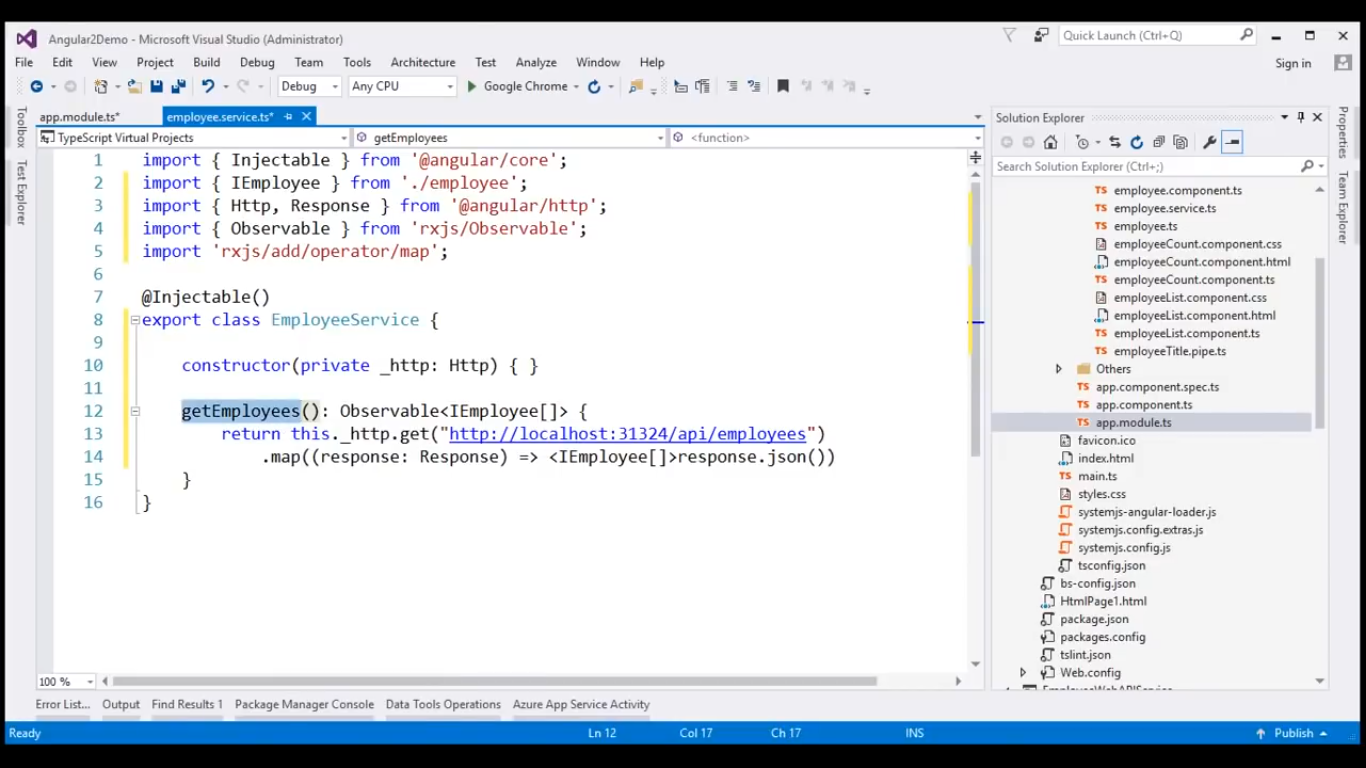 Angular2Demo - Microsoft Visual Studio (Administrator)
Quick Launch (Ctrl+Q)
File Edit View Project Build Debug Team Tools Architecture Test Analyze Window Help
Sign in
Debug Any CPU Google Chrome
app.module.ts* employee.service.ts*
TypeScript Virtual Projects getEmployees <function>
Toolbox
Test Explorer
1 import { Injectable } from '@angular/core';
2 import { IEmployee } from './employee';
3 import { Http, Response } from '@angular/http';
4 import { Observable } from 'rxjs/Observable';
5 import 'rxjs/add/operator/map';
6
7 @Injectable()
8 export class EmployeeService {
9
10 constructor(private _http: Http) { }
11
12 getEmployees(): Observable<IEmployee[]> {
13 return this._http.get("http://localhost:31324/api/employees")
14 .map((response: Response) => <IEmployee[]>response.json())
15 }
16 }
100 %
Solution Explorer
Search Solution Explorer (Ctrl+;)
employee.component.ts
employee.service.ts
employee.ts
employeeCount.component.css
employeeCount.component.html
employeeCount.component.ts
employeeList.component.css
employeeList.component.html
employeeList.component.ts
employeeTitle.pipe.ts
Others
app.component.spec.ts
app.component.ts
app.module.ts
favicon.ico
index.html
main.ts
styles.css
systemjs-angular-loader.js
systemjs.config.extras.js
systemjs.config.js
tsconfig.json
bs-config.json
HtmlPage1.html
package.json
packages.config
tslint.json
Web.config
EmployeeWebAPIService
Properties
Team Explorer
Error List... Output Find Results 1 Package Manager Console Data Tools Operations Azure App Service Activity
Ready Ln 12 Col 17 Ch 17 INS Publish